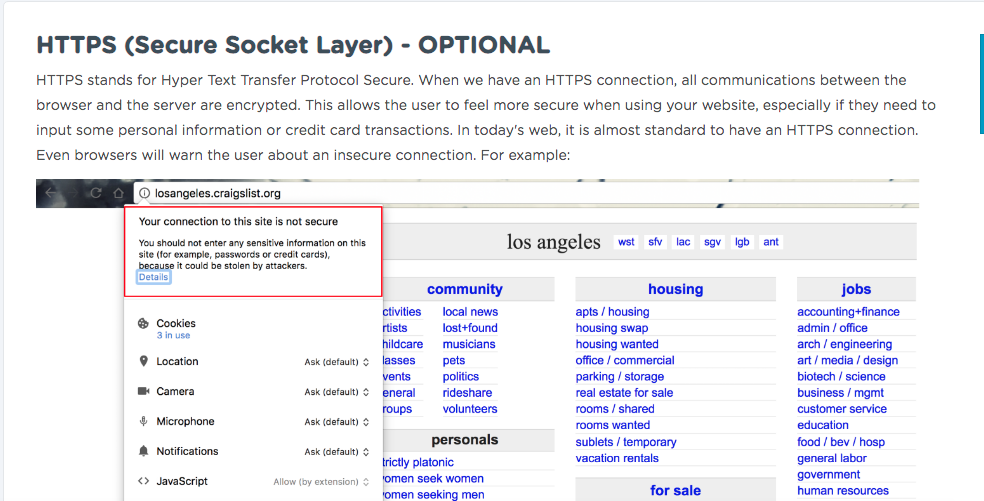 HTTPS (Secure Socket Layer) - OPTIONAL
HTTPS stands for Hyper Text Transfer Protocol Secure. When we have an HTTPS connection, all communications between the
browser and the server are encrypted. This allows the user to feel more secure when using your website, especially if they need to
input some personal information or credit card transactions. In today's web, it is almost standard to have an HTTPS connection.
Even browsers will warn the user about an insecure connection. For example:
losangeles.craigslist.org
Your connection to this site is not secure
You should not enter any sensitive information on this
site (for example, passwords or credit cards),
because it could be stolen by attackers.
Details
Cookies
3 in use
Location Ask (default)
Camera Ask (default)
Microphone Ask (default)
Notifications Ask (default)
JavaScript Allow (by extension)
los angeles wst sfv lac sgv lgb ant
community
ctivities local news
rtists lost+found
hildcare musicians
lasses pets
vents politics
eneral rideshare
roups volunteers
personals
trictly platonic
omen seek women
omen seeking men
housing
apts / housing
housing swap
housing wanted
office / commercial
parking / storage
real estate for sale
rooms / shared
rooms wanted
sublets / temporary
vacation rentals
for sale
jobs
accounting+finance
admin / office
arch / engineering
art / media / design
biotech / science
business / mgmt
customer service
education
food / bev / hosp
general labor
government
human resources